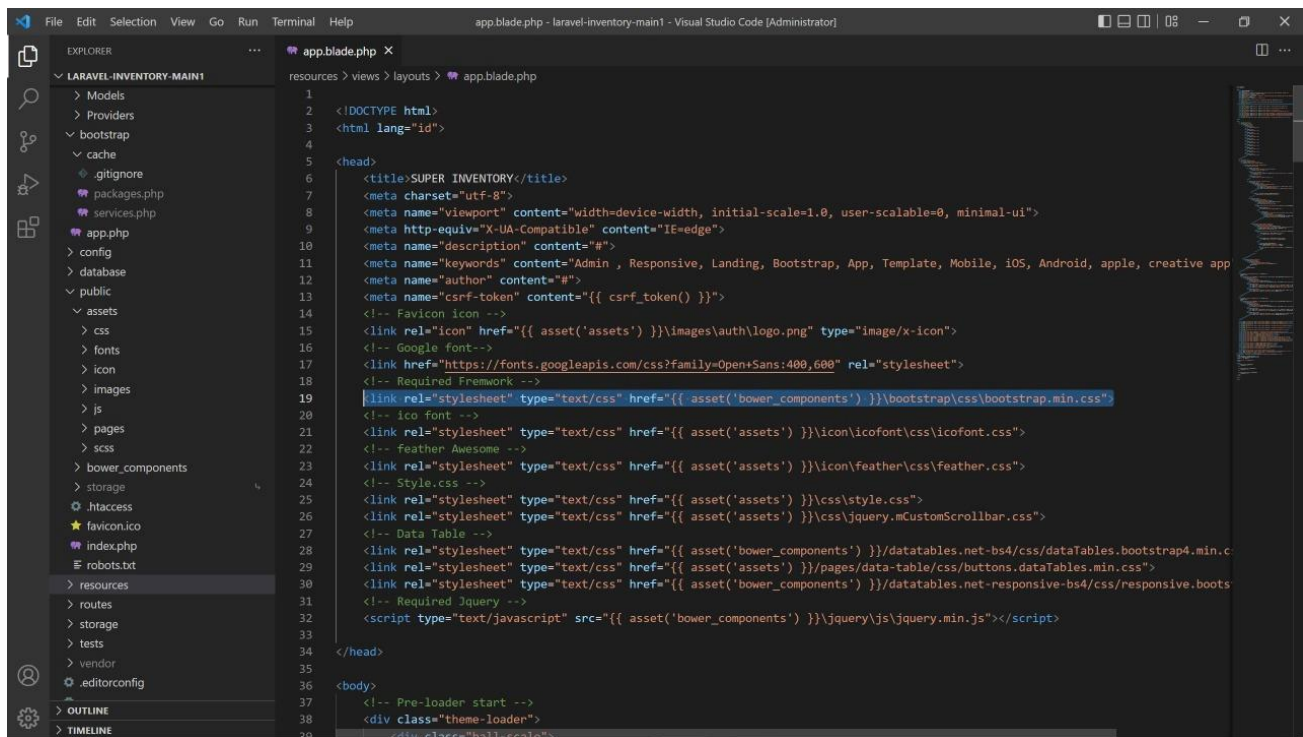 File Edit Selection View Go Run Terminal Help app.blade.php - laravel-inventory-main1 - Visual Studio Code [Administrator]
EXPLORER
LARAVEL-INVENTORY-MAIN1
Models
Providers
bootstrap
cache
.gitignore
packages.php
services.php
app.php
config
database
public
assets
css
fonts
icon
images
js
pages
scss
bower_components
storage
.htaccess
favicon.ico
index.php
robots.txt
resources
routes
storage
tests
vendor
.editorconfig
OUTLINE
TIMELINE
app.blade.php
resources > views > layouts > app.blade.php
1
2 <!DOCTYPE html>
3 <html lang="id">
4
5 <head>
6 <title>SUPER INVENTORY</title>
7 <meta charset="utf-8">
8 <meta name="viewport" content="width=device-width, initial-scale=1.0, user-scalable=0, minimal-ui">
9 <meta http-equiv="X-UA-Compatible" content="IE=edge">
10 <meta name="description" content="#">
11 <meta name="keywords" content="Admin , Responsive, Landing, Bootstrap, App, Template, Mobile, iOS, Android, apple, creative app
12 <meta name="author" content="#">
13 <meta name="csrf-token" content="{{ csrf_token() }}">
14 <!-- Favicon icon -->
15 <link rel="icon" href="{{ asset('assets') }}\images\auth\logo.png" type="image/x-icon">
16 <!-- Google font-->
17 <link href="https://fonts.googleapis.com/css?family=Open+Sans:400,600" rel="stylesheet">
18 <!-- Required Fremwork -->
19 <link rel="stylesheet" type="text/css" href="{{ asset('bower_components') }}\bootstrap\css\bootstrap.min.css">
20 <!-- ico font -->
21 <link rel="stylesheet" type="text/css" href="{{ asset('assets') }}\icon\icofont\css\icofont.css">
22 <!-- feather Awesome -->
23 <link rel="stylesheet" type="text/css" href="{{ asset('assets') }}\icon\feather\css\feather.css">
24 <!-- Style.css -->
25 <link rel="stylesheet" type="text/css" href="{{ asset('assets') }}\css\style.css">
26 <link rel="stylesheet" type="text/css" href="{{ asset('assets') }}\css\jquery.mCustomScrollbar.css">
27 <!-- Data Table -->
28 <link rel="stylesheet" type="text/css" href="{{ asset('bower_components') }}/datatables.net-bs4/css/dataTables.bootstrap4.min.c
29 <link rel="stylesheet" type="text/css" href="{{ asset('assets') }}/pages/data-table/css/buttons.dataTables.min.css">
30 <link rel="stylesheet" type="text/css" href="{{ asset('bower_components') }}/datatables.net-responsive-bs4/css/responsive.boots
31 <!-- Required Jquery -->
32 <script type="text/javascript" src="{{ asset('bower_components') }}\jquery\js\jquery.min.js"></script>
33
34 </head>
35
36 <body>
37 <!-- Pre-loader start -->
38 <div class="theme-loader">
39 <div class="ball-scale">